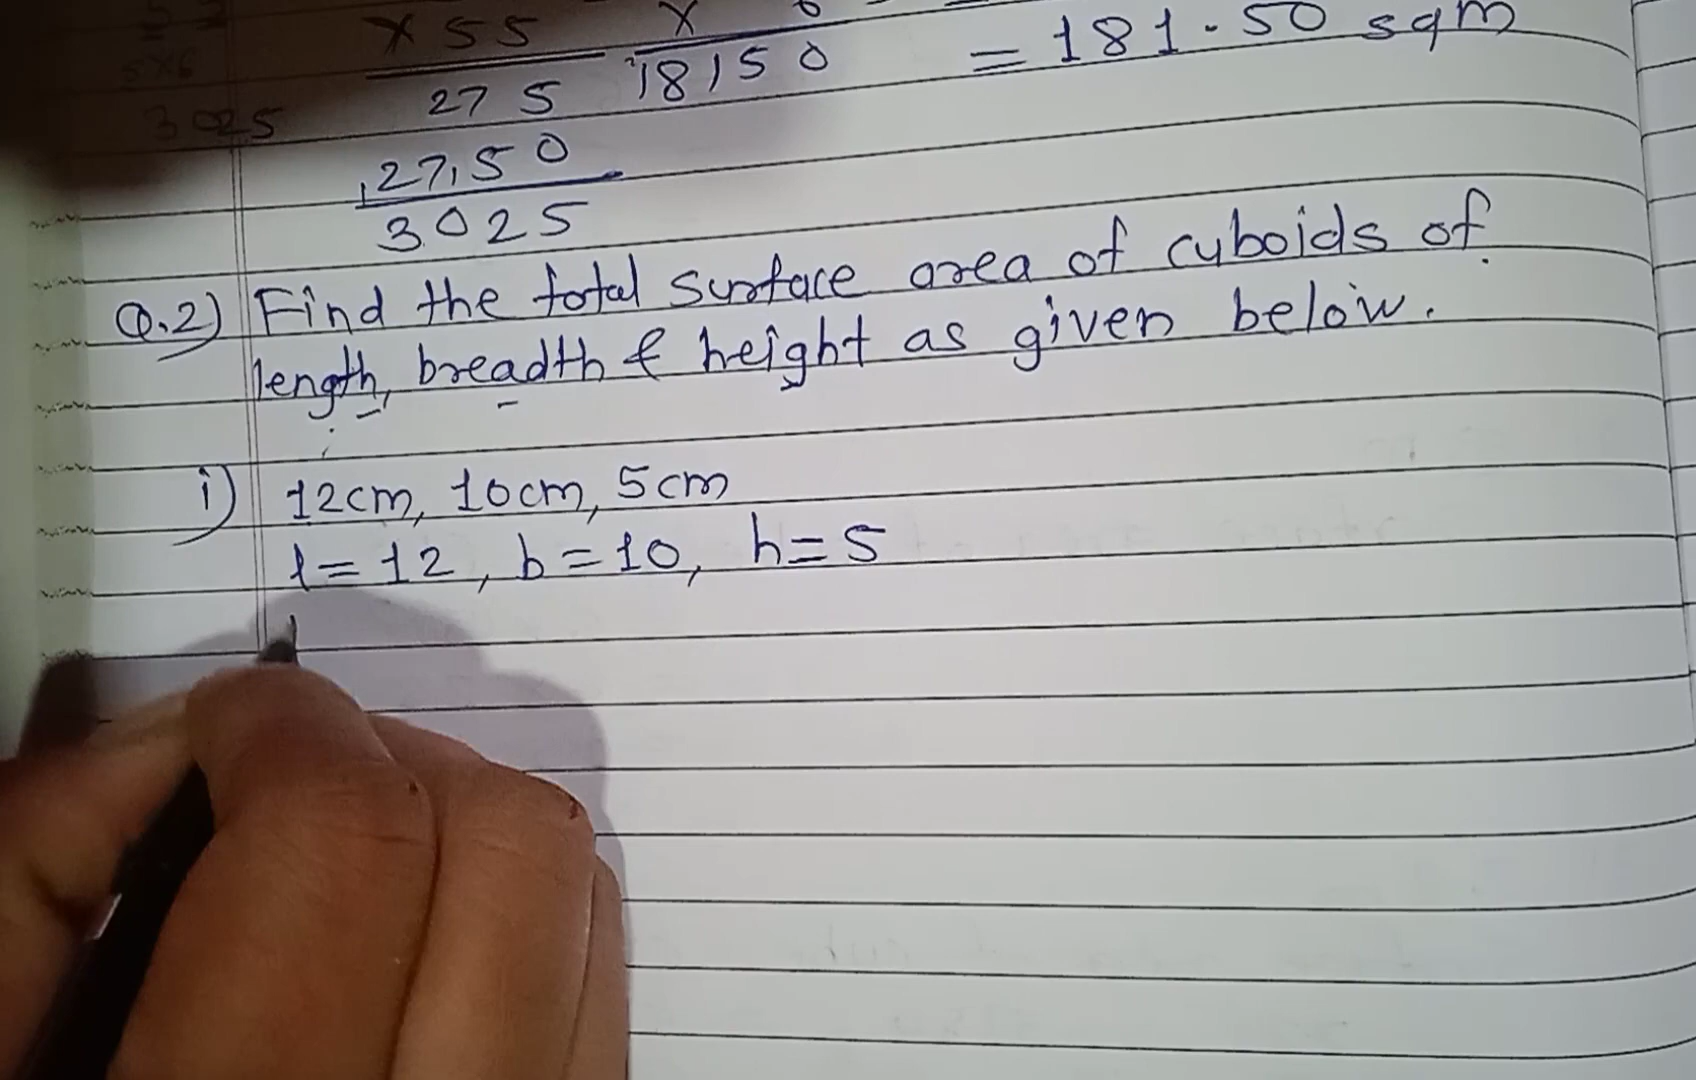 × 55
275
27,50
3025
×
18150
= 181.50 sqm
3025
Q.2) Find the total surface area of cuboids of
length, breadth & height as given below.
i) 12cm, 10cm, 5cm
l=12, b=10, h=5